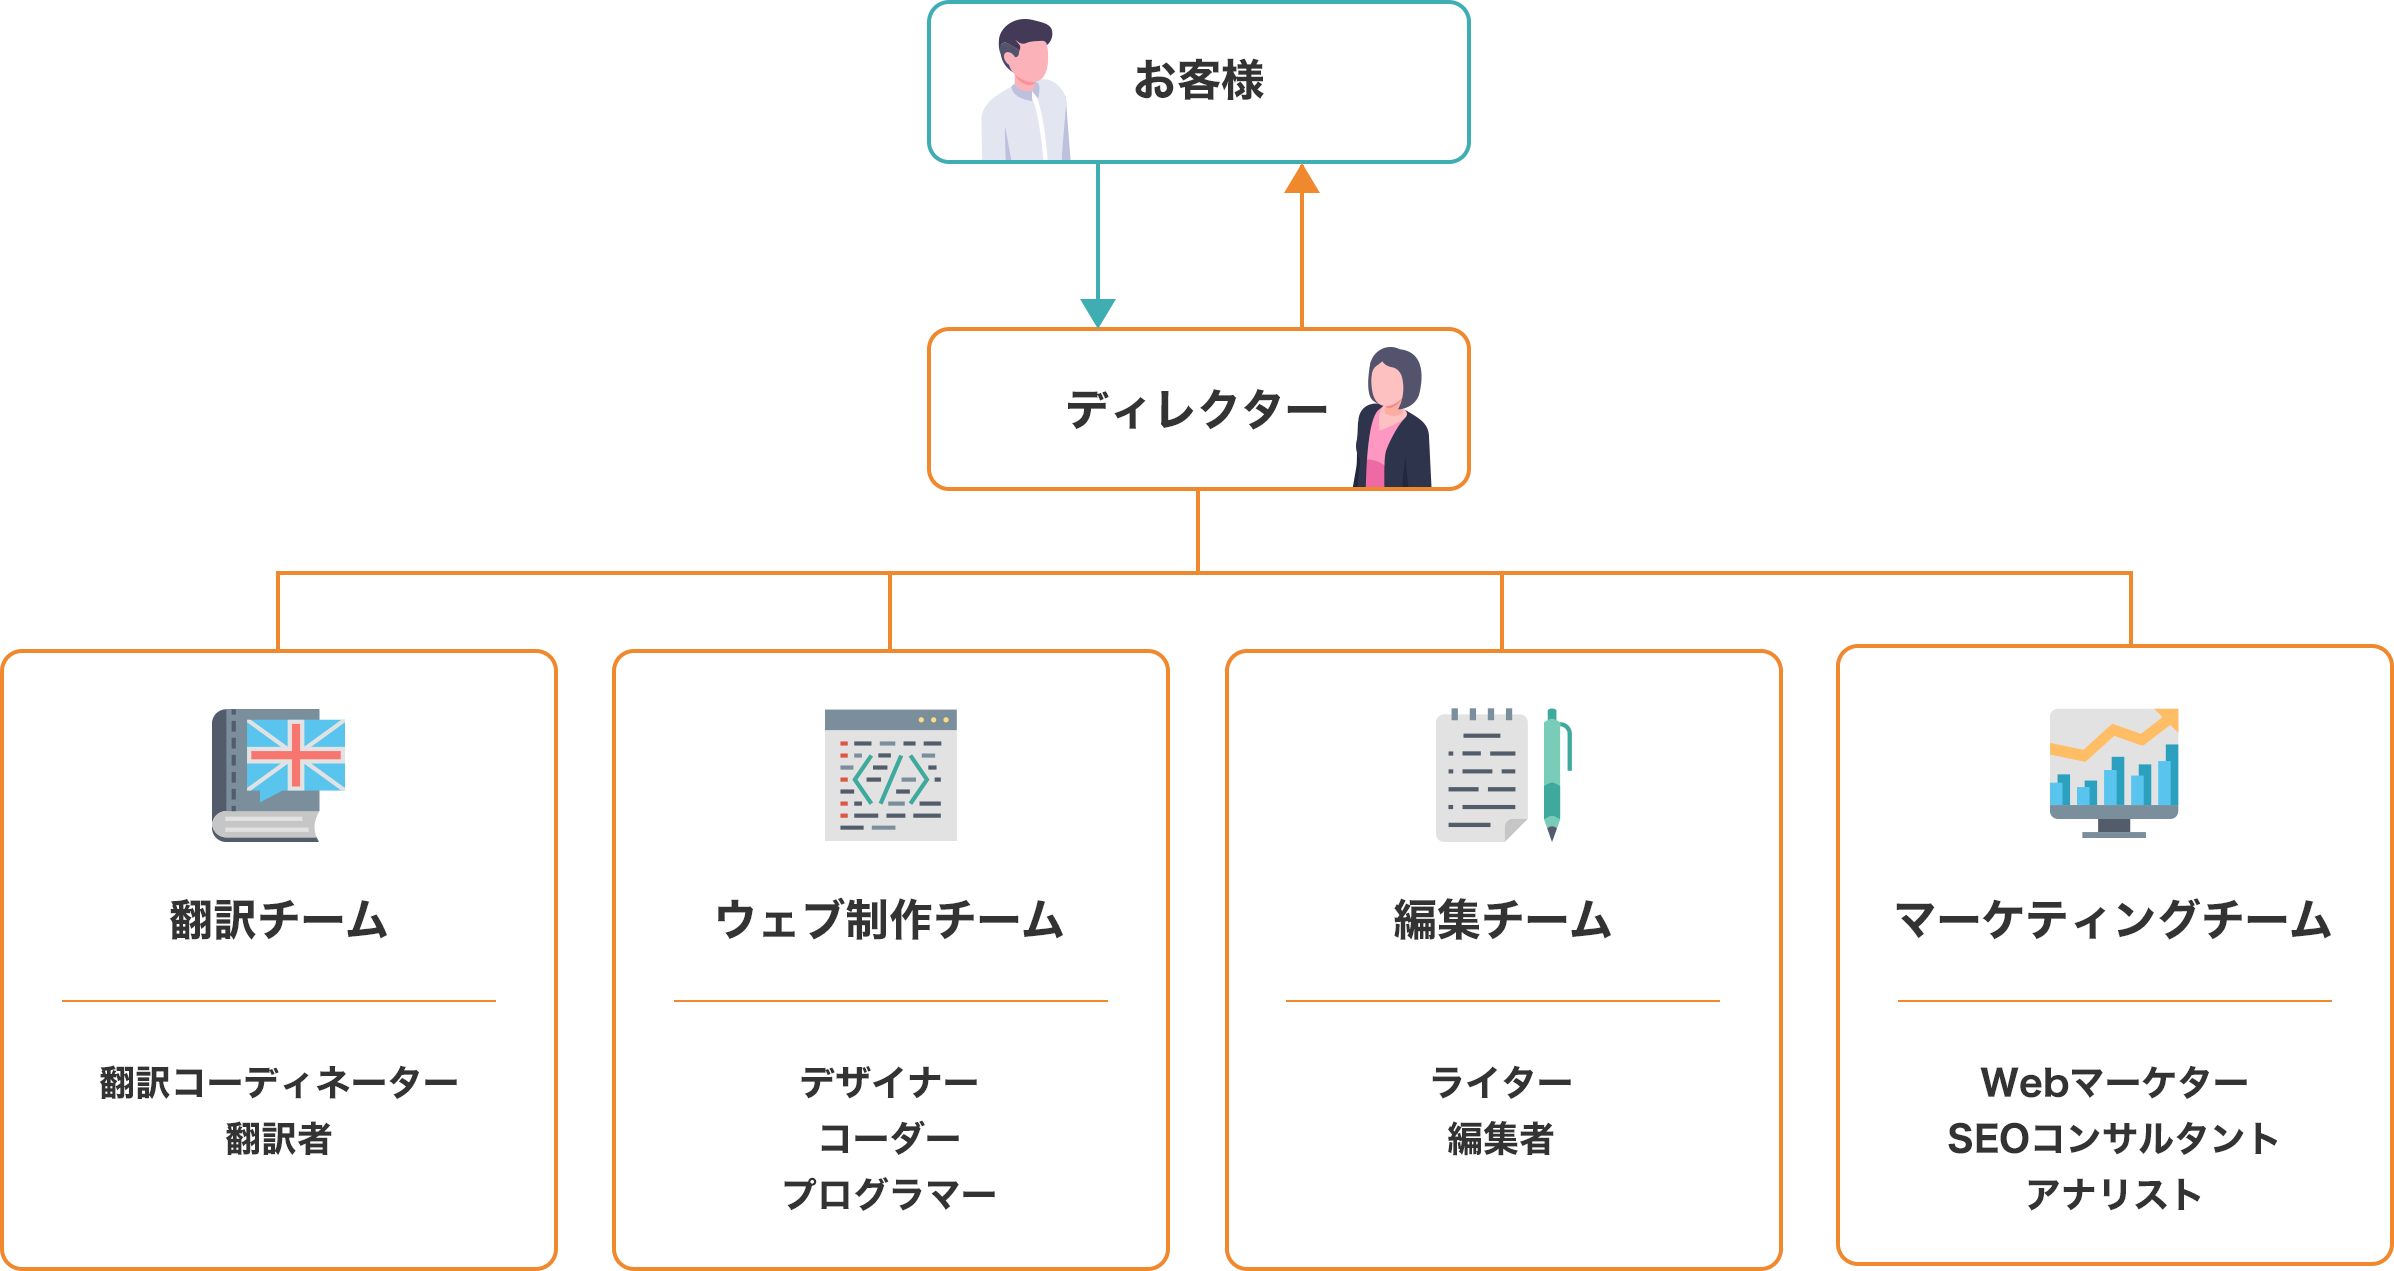 お客様
ディレクター
翻訳チーム
翻訳コーディネーター
翻訳者
ウェブ制作チーム
デザイナー
コーダー
プログラマー
編集チーム
ライター
編集者
マーケティングチーム
Webマーケター
SEOコンサルタント
アナリスト